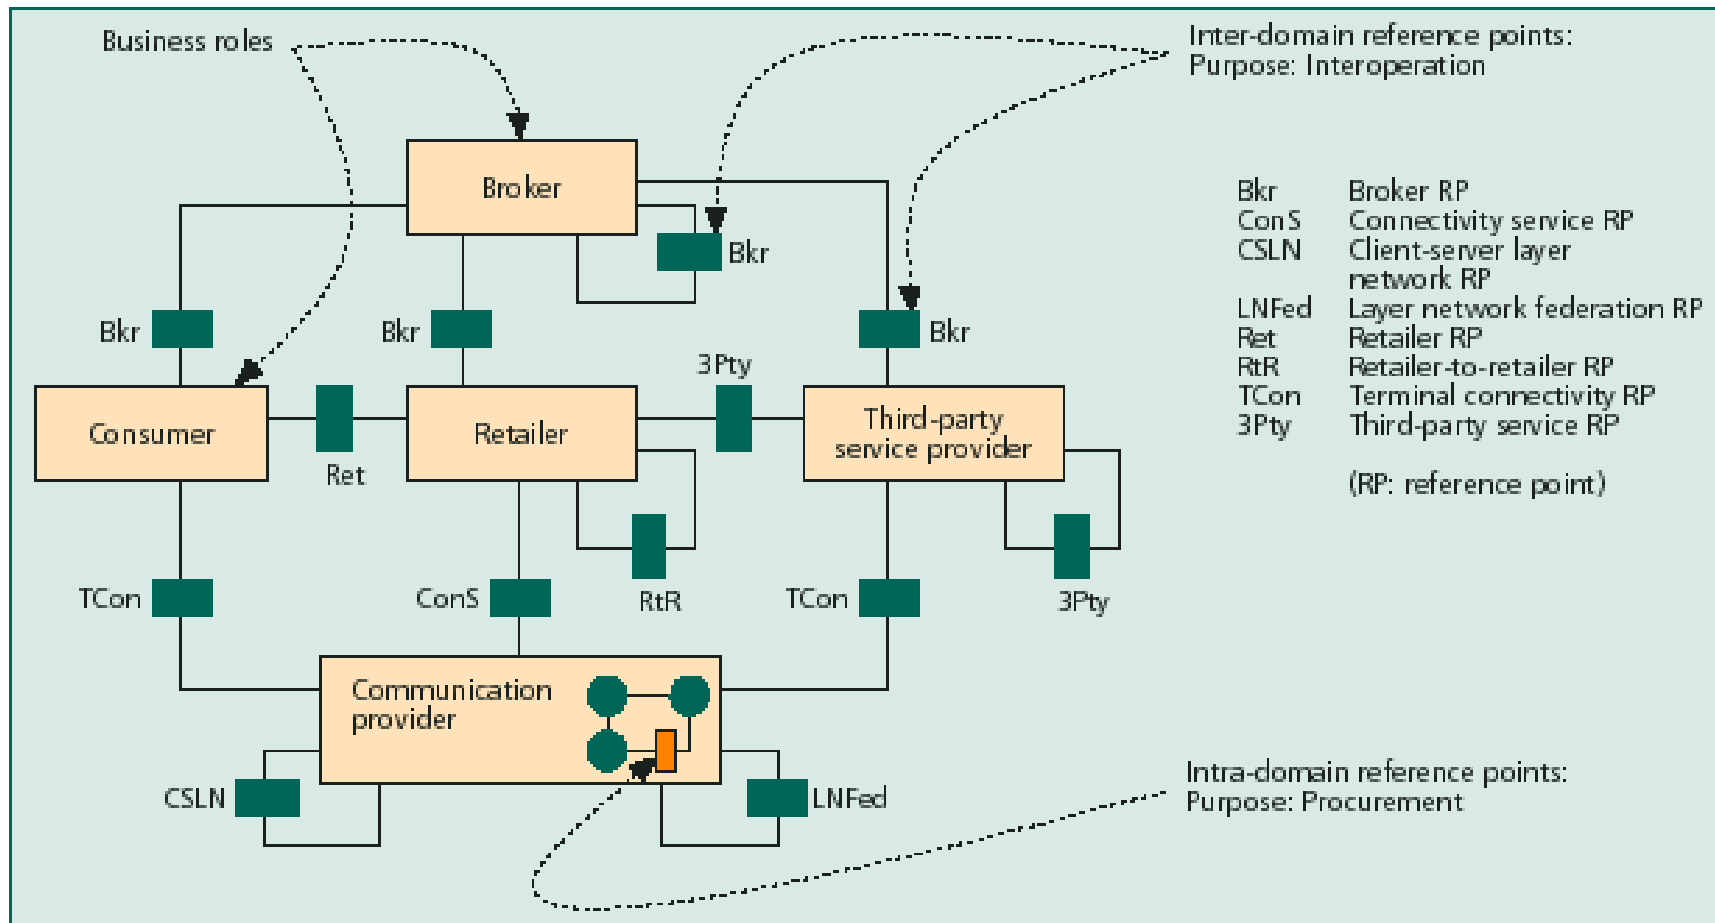 Business roles
Inter-domain reference points:
Purpose: Interoperation
Broker
Bkr
Bkr
Bkr
Bkr
Bkr Broker RP
ConS Connectivity service RP
CSLN Client-server layer
network RP
LNFed Layer network federation RP
Ret Retailer RP
RtR Retailer-to-retailer RP
TCon Terminal connectivity RP
3Pty Third-party service RP
(RP: reference point)
3Pty
Consumer
Ret
Retailer
Third-party
service provider
TCon
ConS
RtR
TCon
3Pty
Communication
provider
CSLN
LNFed
Intra-domain reference points:
Purpose: Procurement